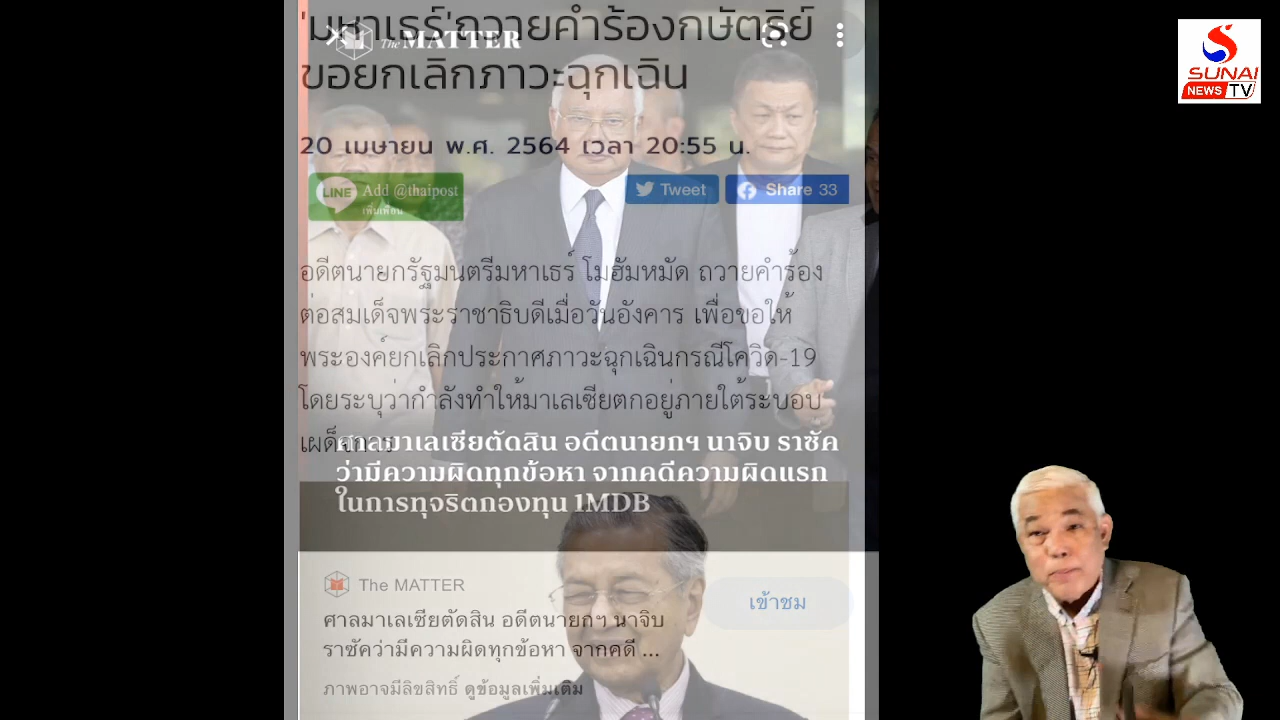 'มหาเธร์'ถวายคำร้องกษัตริย์
ขอยกเลิกภาวะฉุกเฉิน
The MATTER
20 เมษายน พ.ศ. 2564 เวลา 20:55 น.
LINE Add @thaipost
เพิ่มเพื่อน
Tweet
Share 33
อดีตนายกรัฐมนตรีมหาเธร์ โมฮัมหมัด ถวายคำร้อง
ต่อสมเด็จพระราชาธิบดีเมื่อวันอังคาร เพื่อขอให้
พระองค์ยกเลิกประกาศภาวะฉุกเฉินกรณีโควิด-19
โดยระบุว่ากำลังทำให้มาเลเซียตกอยู่ภายใต้ระบอบ
เผด็จการ
ศาลมาเลเซียตัดสิน อดีตนายกฯ นาจิบ ราซัค
ว่ามีความผิดทุกข้อหา จากคดีความผิดแรก
ในการทุจริตกองทุน 1MDB
The MATTER
ศาลมาเลเซียตัดสิน อดีตนายกฯ นาจิบ
ราซัคว่ามีความผิดทุกข้อหา จากคดี ...
เข้าชม
ภาพอาจมีลิขสิทธิ์ ดูข้อมูลเพิ่มเติม
SUNAI
NEWS TV